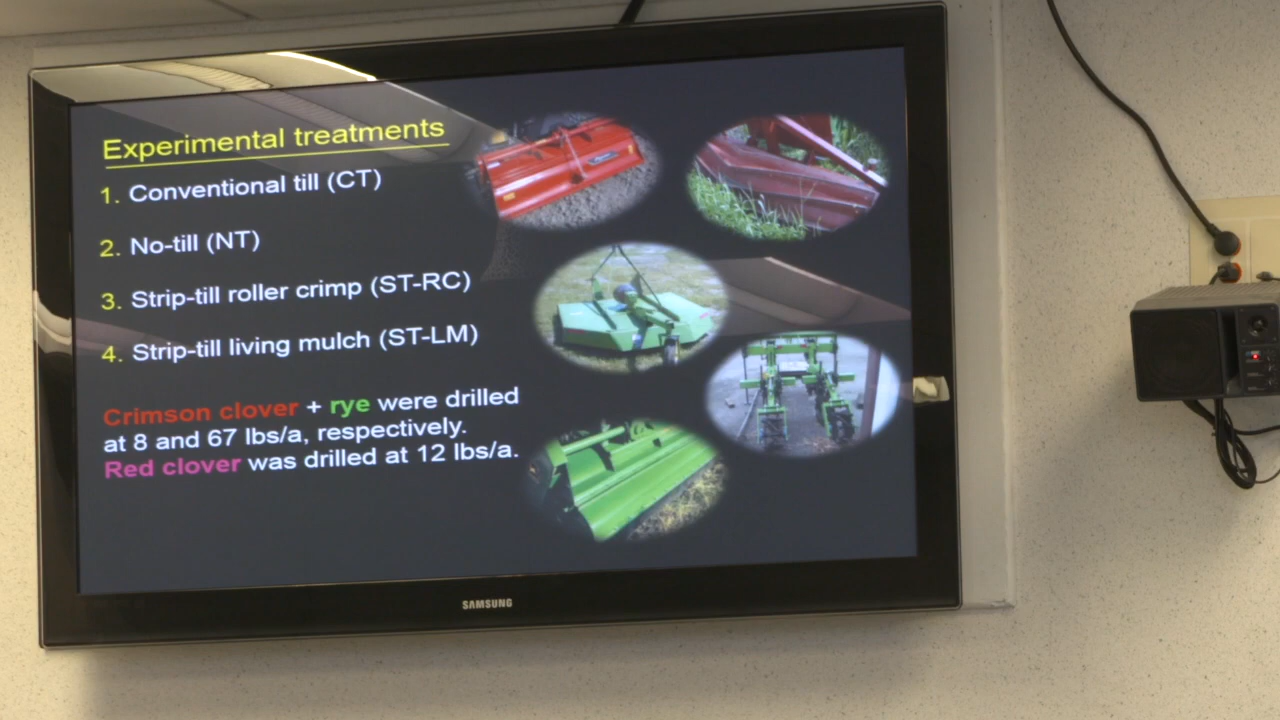 Experimental treatments
1. Conventional till (CT)
2. No-till (NT)
3. Strip-till roller crimp (ST-RC)
4. Strip-till living mulch (ST-LM)
Crimson clover + rye were drilled
at 8 and 67 lbs/a, respectively.
Red clover was drilled at 12 lbs/a.
SAMSUNG